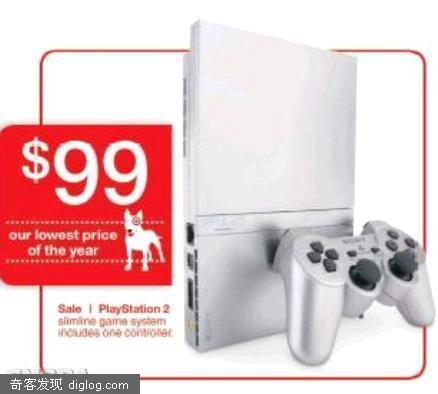 $99
our lowest price
of the year
Sale | PlayStation 2
slimline game system
includes one controller.
SONY
奇客发现 diglog.com